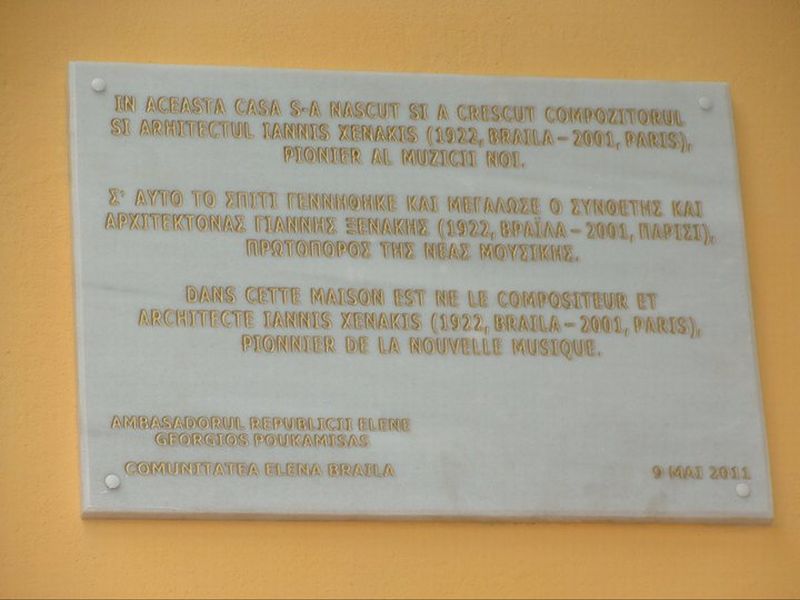 IN ACEASTA CASA S-A NASCUT SI A CRESCUT COMPOZITORUL
SI ARHITECTUL IANNIS XENAKIS (1922, BRAILA – 2001, PARIS),
PIONIER AL MUZICII NOI.
Σ' ΑΥΤΟ ΤΟ ΣΠΙΤΙ ΓΕΝΝΗΘΗΚΕ ΚΑΙ ΜΕΓΑΛΩΣΕ Ο ΣΥΝΘΕΤΗΣ ΚΑΙ
ΑΡΧΙΤΕΚΤΟΝΑΣ ΓΙΑΝΝΗΣ ΞΕΝΑΚΗΣ (1922, ΒΡΑΪΛΑ – 2001, ΠΑΡΙΣΙ),
ΠΡΩΤΟΠΟΡΟΣ ΤΗΣ ΝΕΑΣ ΜΟΥΣΙΚΗΣ.
DANS CETTE MAISON EST NE LE COMPOSITEUR ET
ARCHITECTE IANNIS XENAKIS (1922, BRAILA – 2001, PARIS),
PIONNIER DE LA NOUVELLE MUSIQUE.
AMBASADORUL REPUBLICII ELENE
GEORGIOS POUKAMISAS
COMUNITATEA ELENA BRAILA
9 MAI 2011